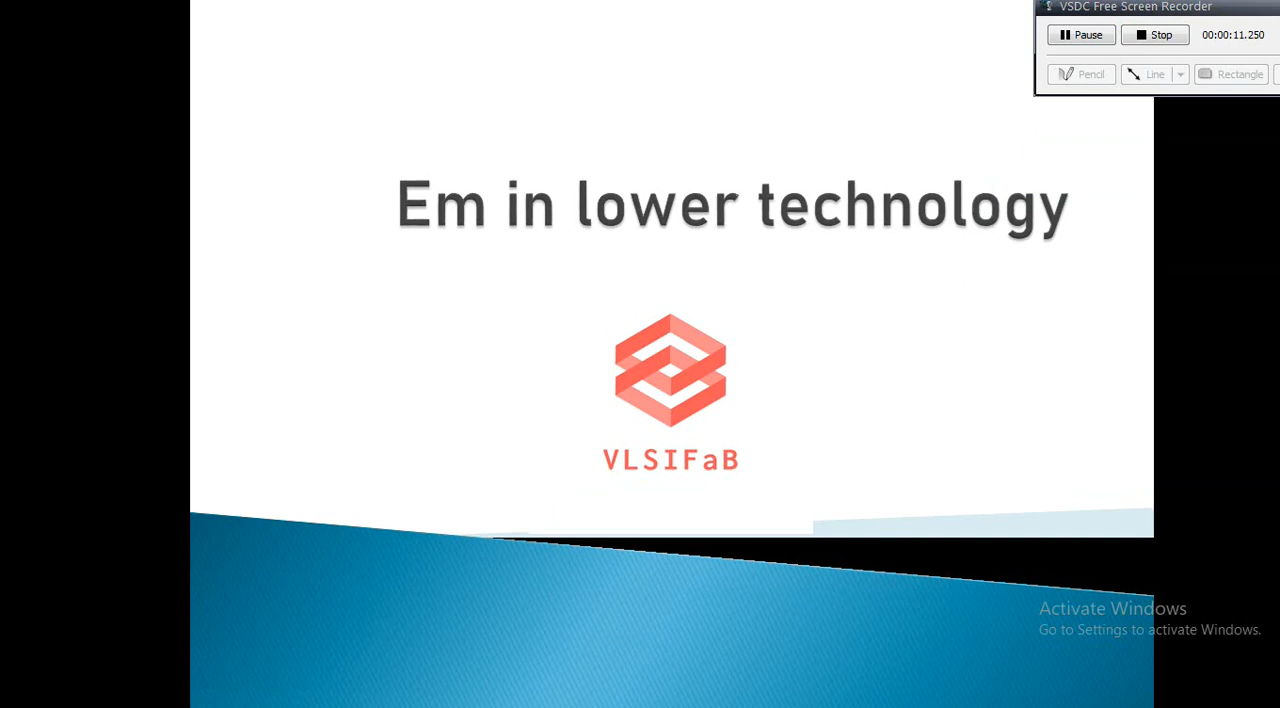 VSDC Free Screen Recorder
Pause Stop 00:00:11.250
Pencil Line Rectangle
Em in lower technology
VLSIFaB
Activate Windows
Go to Settings to activate Windows.